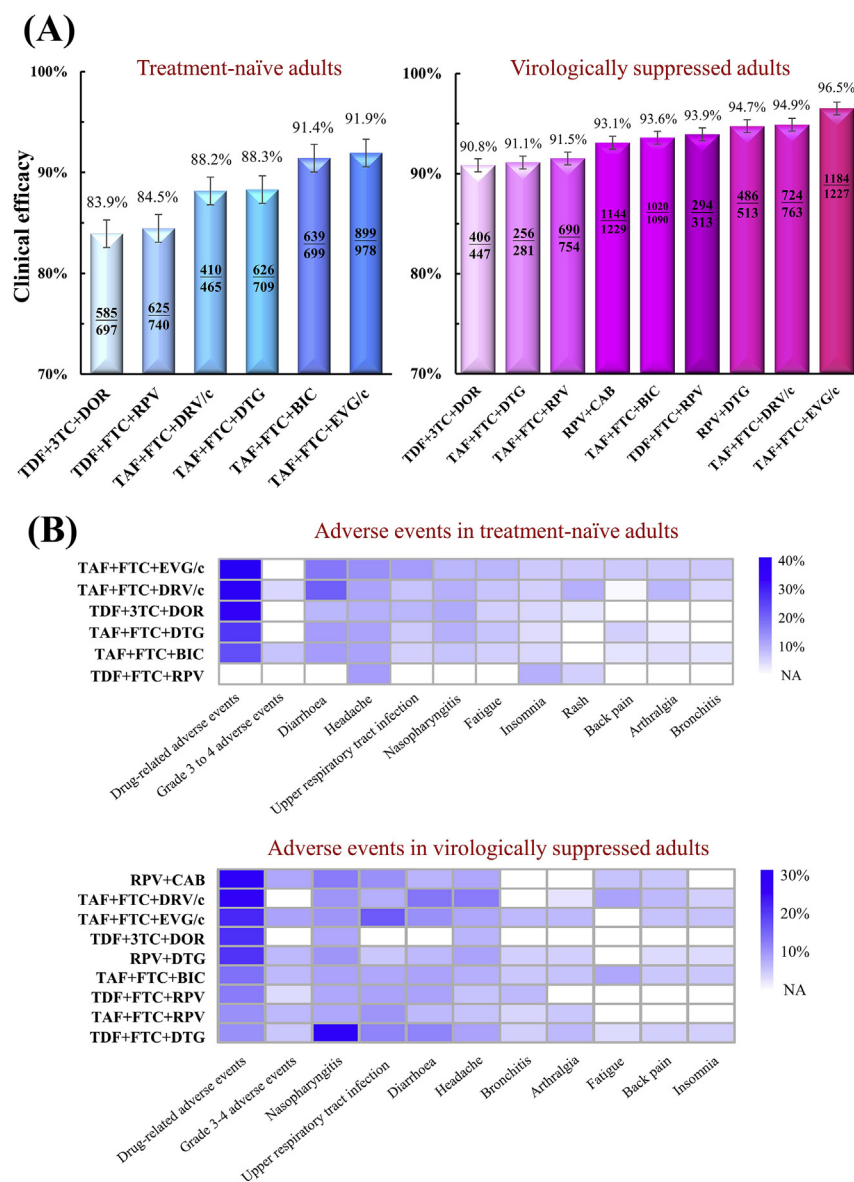 (A)
Treatment-naïve adults
Virologically suppressed adults
Clinical efficacy
100%
90%
80%
70%
83.9%
84.5%
88.2%
88.3%
91.4%
91.9%
585
697
625
740
410
465
626
709
639
699
899
978
TDF+3TC+DOR
TDF+FTC+RPV
TAF+FTC+DRV/c
TAF+FTC+DTG
TAF+FTC+BIC
TAF+FTC+EVG/c
100%
90%
80%
70%
90.8%
91.1%
91.5%
93.1%
93.6%
93.9%
94.7%
94.9%
96.5%
406
447
256
281
690
754
1144
1229
1020
1090
294
313
486
513
724
763
1184
1227
TDF+3TC+DOR
TAF+FTC+DTG
TAF+FTC+RPV
RPV+CAB
TAF+FTC+BIC
TDF+FTC+RPV
RPV+DTG
TAF+FTC+DRV/c
TAF+FTC+EVG/c
(B)
Adverse events in treatment-naïve adults
TAF+FTC+EVG/c
TAF+FTC+DRV/c
TDF+3TC+DOR
TAF+FTC+DTG
TAF+FTC+BIC
TDF+FTC+RPV
40%
30%
20%
10%
NA
Drug-related adverse events
Grade 3 to 4 adverse events
Diarrhoea
Headache
Upper respiratory tract infection
Nasopharyngitis
Fatigue
Insomnia
Rash
Back pain
Arthralgia
Bronchitis
Adverse events in virologically suppressed adults
RPV+CAB
TAF+FTC+DRV/c
TAF+FTC+EVG/c
TDF+3TC+DOR
RPV+DTG
TAF+FTC+BIC
TDF+FTC+RPV
TAF+FTC+RPV
TDF+FTC+DTG
30%
20%
10%
NA
Drug-related adverse events
Grade 3-4 adverse events
Nasopharyngitis
Upper respiratory tract infection
Diarrhoea
Headache
Bronchitis
Arthralgia
Fatigue
Back pain
Insomnia